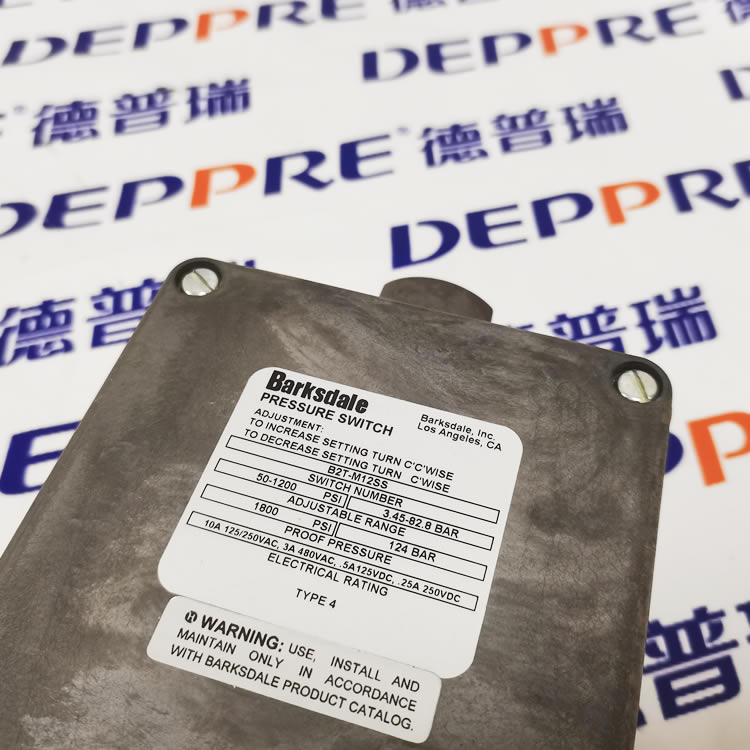 DEPPRE
DEPPRE
德普瑞
DEPPRE
德普瑞
DEPPRE
DEPPRE
德普瑞
Barksdale
PRESSURE SWITCH
Barksdale, Inc.
Los Angeles, CA
ADJUSTMENT:
TO INCREASE SETTING TURN C'C'WISE
TO DECREASE SETTING TURN C'WISE
B2T-M12SS
SWITCH NUMBER
50-1200 PSI 3.45-82.8 BAR
ADJUSTABLE RANGE
1800 PSI 124 BAR
PROOF PRESSURE
10A 125/250VAC, 3A 480VAC, .5A125VDC, .25A 250VDC
ELECTRICAL RATING
TYPE 4
WARNING: USE, INSTALL AND
MAINTAIN ONLY IN ACCORDANCE
WITH BARKSDALE PRODUCT CATALOG.